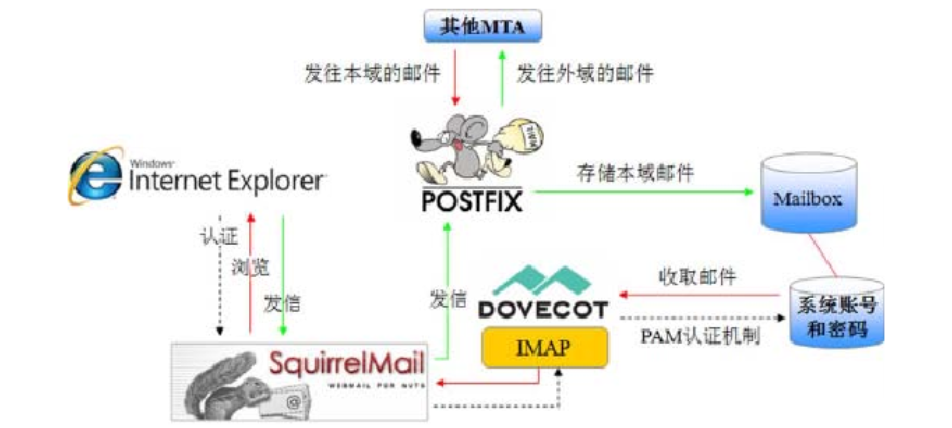 其他MTA
发往本域的邮件
发往外域的邮件
Windows
Internet Explorer
POSTFIX
存储本域邮件
Mailbox
认证
浏览
发信
发信
DOVECOT
IMAP
收取邮件
PAM认证机制
系统账号
和密码
SquirrelMail
WEBMAIL FOR NUTS